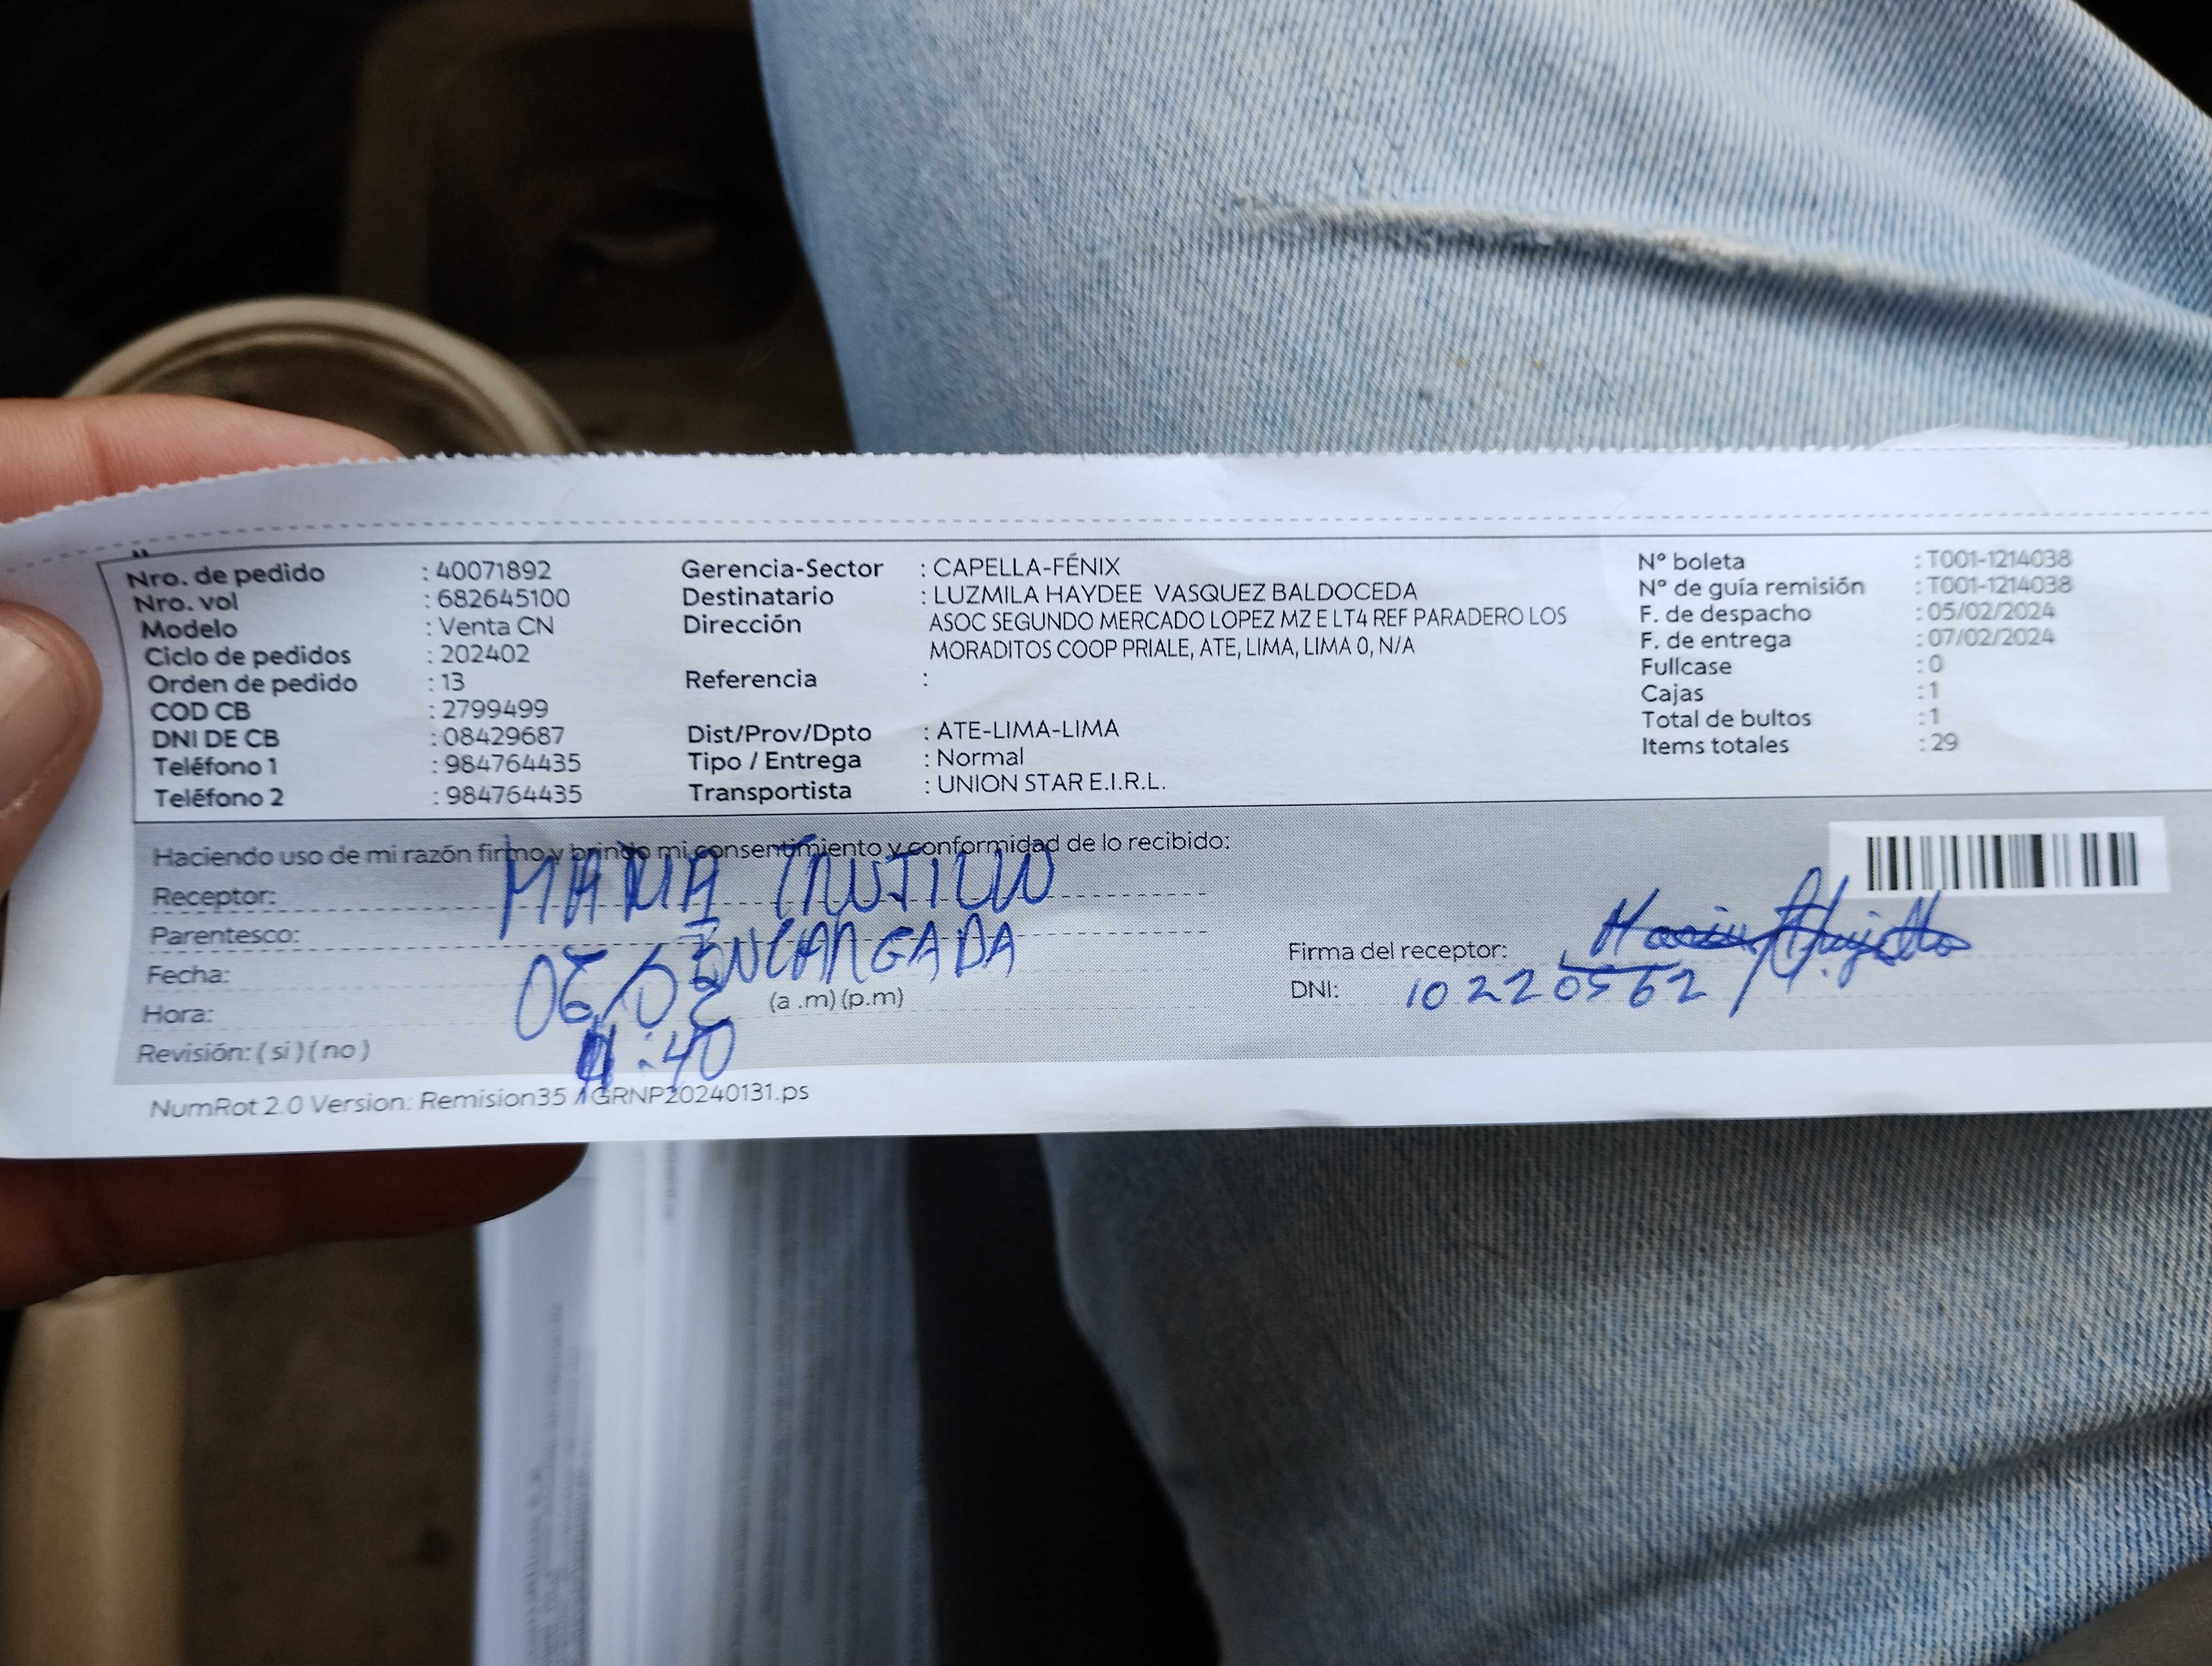 Nro. de pedido : 40071892
Nro. vol : 682645100
Modelo : Venta CN
Ciclo de pedidos : 202402
Orden de pedido : 13
COD CB : 2799499
DNI DE CB : 08429687
Teléfono 1 : 984764435
Teléfono 2 : 984764435
Gerencia-Sector : CAPELLA-FÉNIX
Destinatario : LUZMILA HAYDEE VASQUEZ BALDOCEDA
Dirección ASOC SEGUNDO MERCADO LOPEZ MZ E LT4 REF PARADERO LOS
MORADITOS COOP PRIALE, ATE, LIMA, LIMA 0, N/A
Referencia :
Dist/Prov/Dpto : ATE-LIMA-LIMA
Tipo / Entrega : Normal
Transportista : UNION STAR E.I.R.L.
Nº boleta : T001-1214038
Nº de guía remisión : T001-1214038
F. de despacho : 05/02/2024
F. de entrega : 07/02/2024
Fullcase : 0
Cajas : 1
Total de bultos : 1
Items totales : 29
Haciendo uso de mi razón firmo y brindo mi consentimiento y conformidad de lo recibido:
Receptor: MARIA TRUJILLO
Parentesco: ENCARGADA
Fecha:
Hora: (a .m) (p.m)
:40
Revisión: ( si ) ( no )
Firma del receptor: Maria Trujillo
DNI: 10220562
NumRot 2.0 Version: Remision35 / GRNP20240131.ps